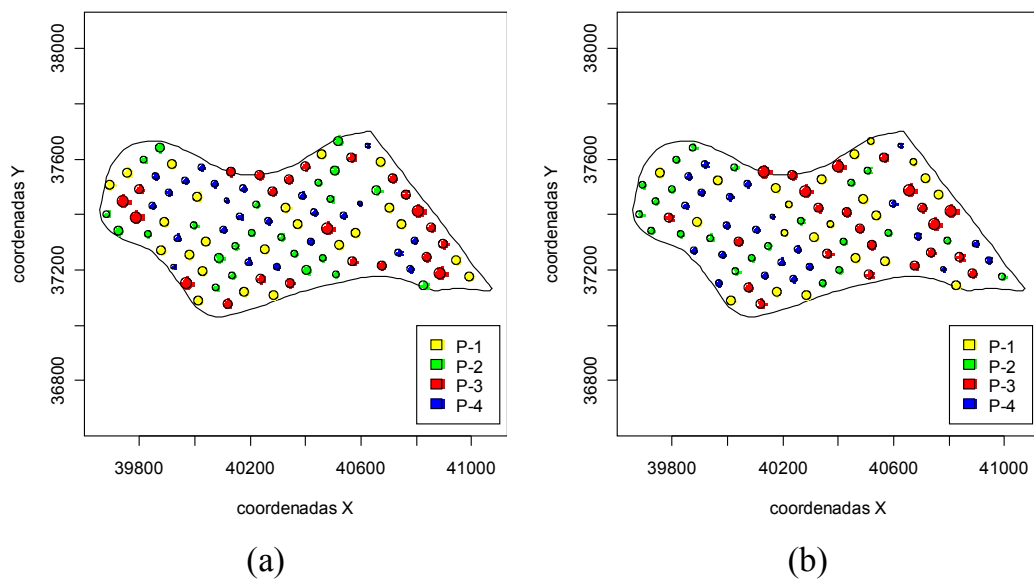 38000
37600
37200
36800
coordenadas Y
39800
40200
40600
41000
coordenadas X
P-1
P-2
P-3
P-4
(a)
38000
37600
37200
36800
coordenadas Y
39800
40200
40600
41000
coordenadas X
P-1
P-2
P-3
P-4
(b)